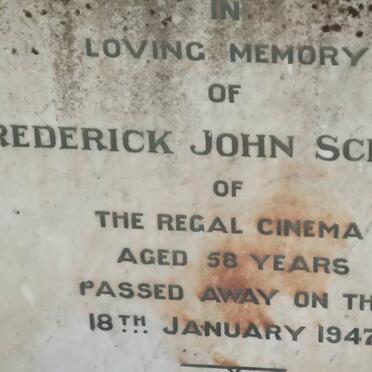 IN
LOVING MEMORY
OF
REDERICK JOHN SC
OF
THE REGAL CINEMA
AGED 58 YEARS
PASSED AWAY ON TH
18TH JANUARY 1947